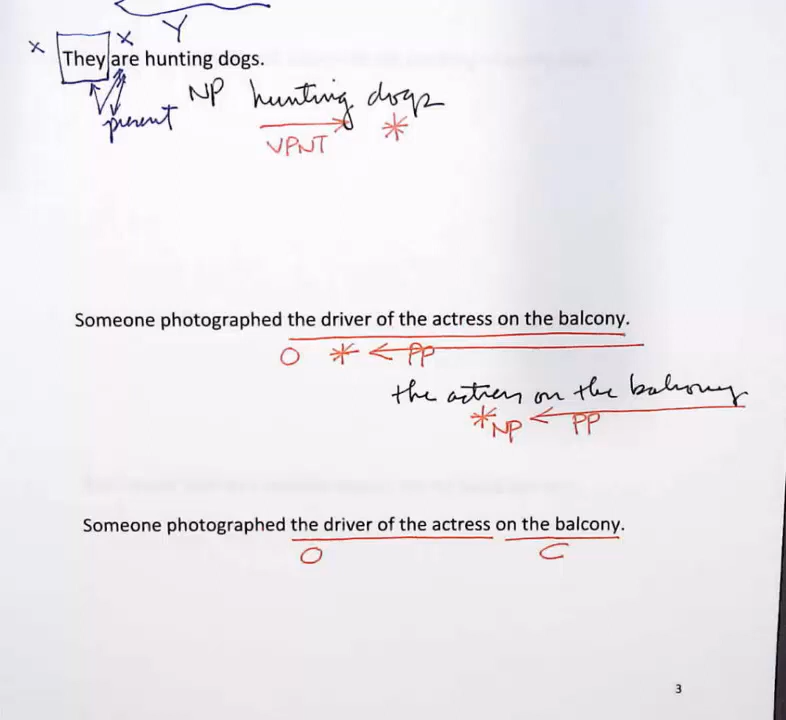 Y
x x
They are hunting dogs.
NP hunting dogs
present
VPNT *
Someone photographed the driver of the actress on the balcony.
O * PP
the actress on the balcony
* NP PP
Someone photographed the driver of the actress on the balcony.
O C
3